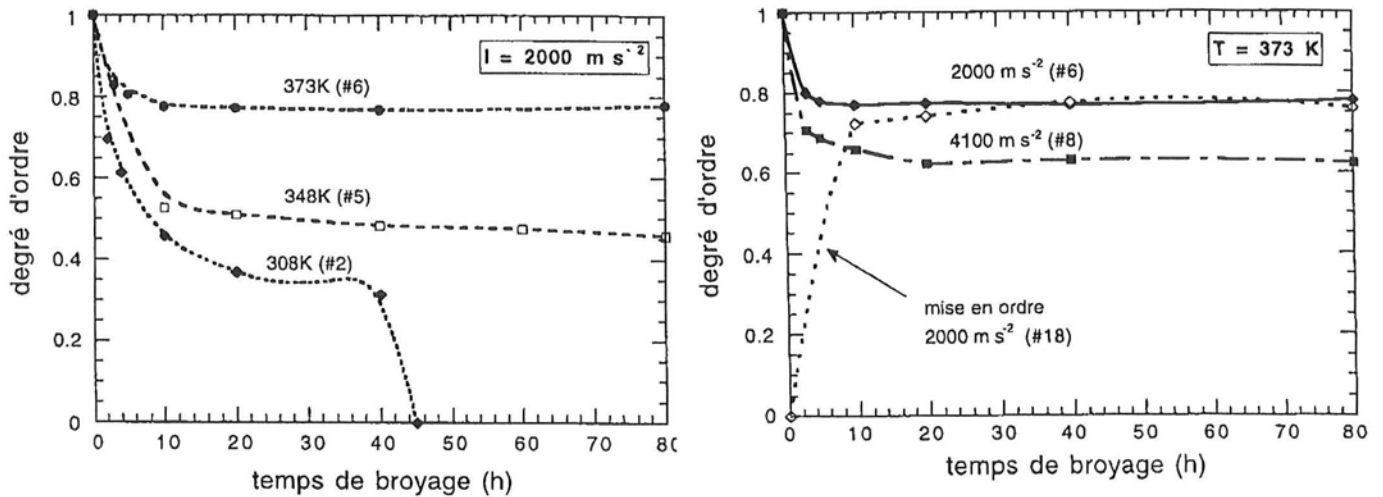 I = 2000 m s⁻²
373K (#6)
348K (#5)
308K (#2)
degré d'ordre
1
0.8
0.6
0.4
0.2
0
0 10 20 30 40 50 60 70 80
temps de broyage (h)
T = 373 K
2000 m s⁻² (#6)
4100 m s⁻² (#8)
mise en ordre
2000 m s⁻² (#18)
degré d'ordre
1
0.8
0.6
0.4
0.2
0
0 10 20 30 40 50 60 70 80
temps de broyage (h)